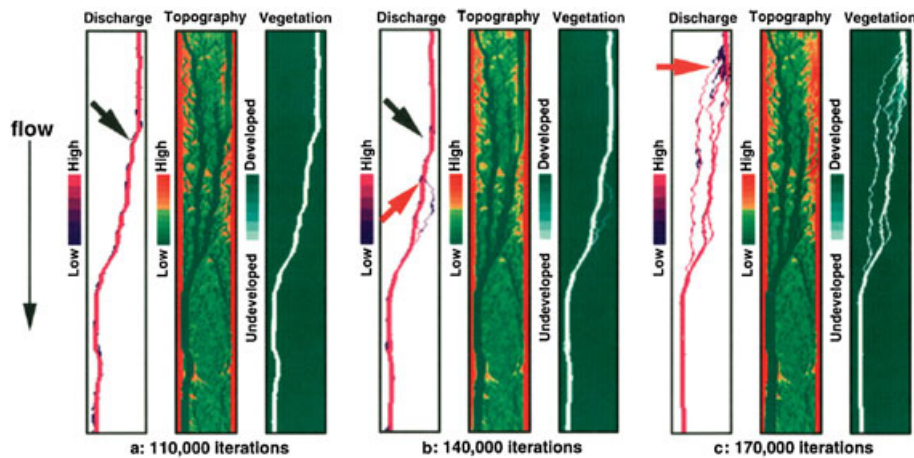 Discharge Topography Vegetation
Discharge Topography Vegetation
Discharge Topography Vegetation
flow
High
Low
High
Low
Developed
Undeveloped
High
Low
High
Low
Developed
Undeveloped
High
Low
High
Low
Developed
Undeveloped
a: 110,000 iterations
b: 140,000 iterations
c: 170,000 iterations